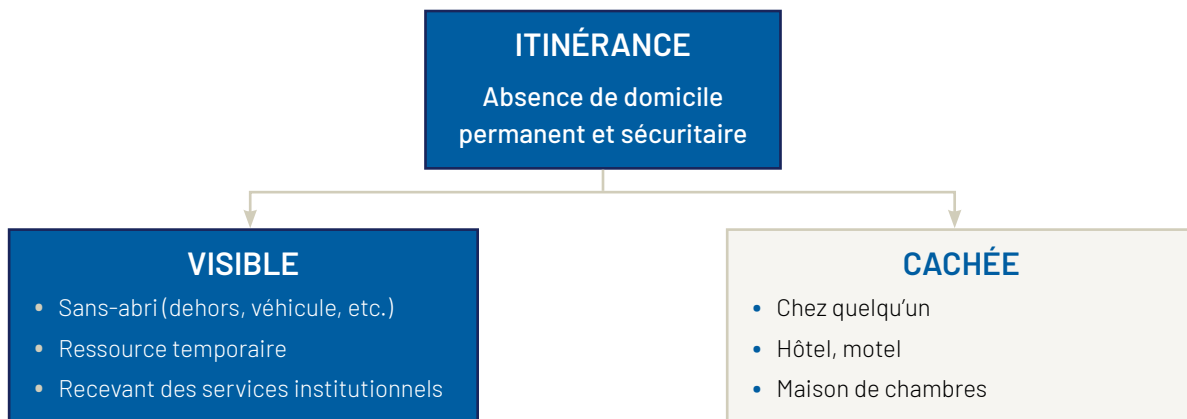 ITINÉRANCE
Absence de domicile
permanent et sécuritaire
VISIBLE
• Sans-abri (dehors, véhicule, etc.)
• Ressource temporaire
• Recevant des services institutionnels
CACHÉE
• Chez quelqu’un
• Hôtel, motel
• Maison de chambres